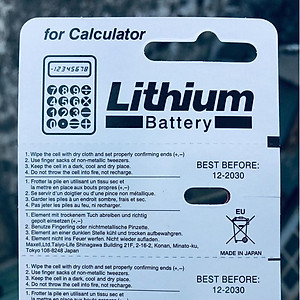 for Calculator
-12345678
7 8 9 ÷
4 5 6 ×
1 2 3 -
Lithium
Battery
1. Wipe the cell with dry cloth and set properly confirming ends (+,–)
2. Use finger sacks of non-metallic tweezers.
3. Keep the cell in a dark, cool and dry place.
4. Do not throw the cell into fire, not recharge.
BEST BEFORE:
12-2030
1. Frotter la pile en utilisant un tissu sec et
la mettre en place aux bouts propres (+,–)
2. Se servir d'un doigtier ou d'une pince non métallique.
3. Garder les piles à un endroit sombre, frais et sec.
4. Pas jeter les piles au feu, ni recharger.
1. Element mit trockenem Tuch abreiben und richtig
gepolt einsetzen (+,–)
2. Benutze Fingerling oder nichtmetallische Pinzette.
3. Element an einer dunklen Stelle kühl und trocken aufbewahren.
4. Element nicht ins Feuer werfen. Nicht wieder aufladen.
Maxell,Ltd.Taiyo-Life Shinagawa Building 21F, 2-16-2, Konan, Minato-ku,
Tokyo 108-8248 Japan
EU
MADE IN JAPAN
1. Wipe the cell with dry cloth and set properly confirming ends (+,–)
2. Use finger sacks of non-metallic tweezers.
3. Keep the cell in a dark, cool and dry place.
4. Do not throw the cell into fire, not recharge.
BEST BEFORE:
12-2030